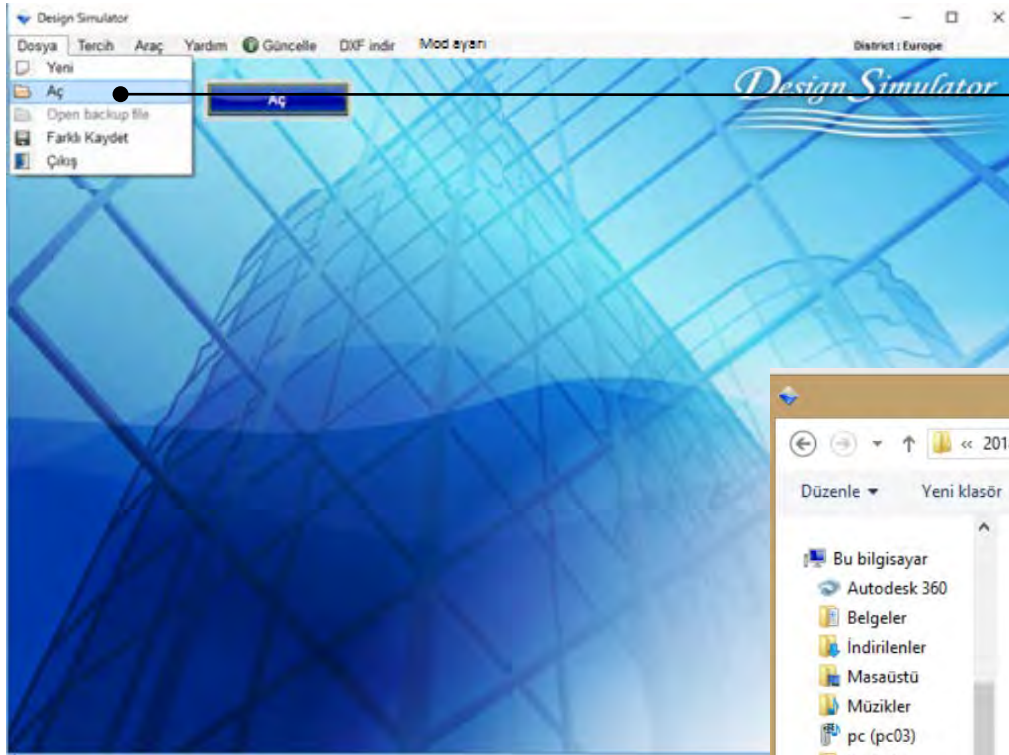 Design Simulator
Dosya Tercih Araç Yardım Güncelle DXF indir Mod ayarı District : Europe
Yeni
Aç
Open backup file
Farklı Kaydet
Çıkış
Aç
Design Simulator
« 201
Düzenle Yeni klasör
Bu bilgisayar
Autodesk 360
Belgeler
İndirilenler
Masaüstü
Müzikler
pc (pc03)